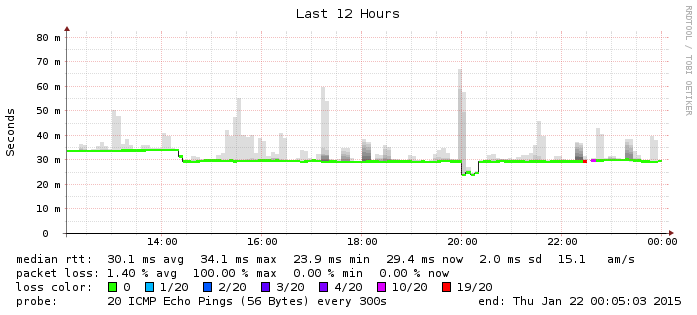 Last 12 Hours
RRDTOOL / TOBI OETIKER
Seconds
80 m
70 m
60 m
50 m
40 m
30 m
20 m
10 m
0
14:00 16:00 18:00 20:00 22:00 00:00
median rtt: 30.1 ms avg 34.1 ms max 23.9 ms min 29.4 ms now 2.0 ms sd 15.1 am/s
packet loss: 1.40 % avg 100.00 % max 0.00 % min 0.00 % now
loss color: 0 1/20 2/20 3/20 4/20 10/20 19/20
probe: 20 ICMP Echo Pings (56 Bytes) every 300s end: Thu Jan 22 00:05:03 2015